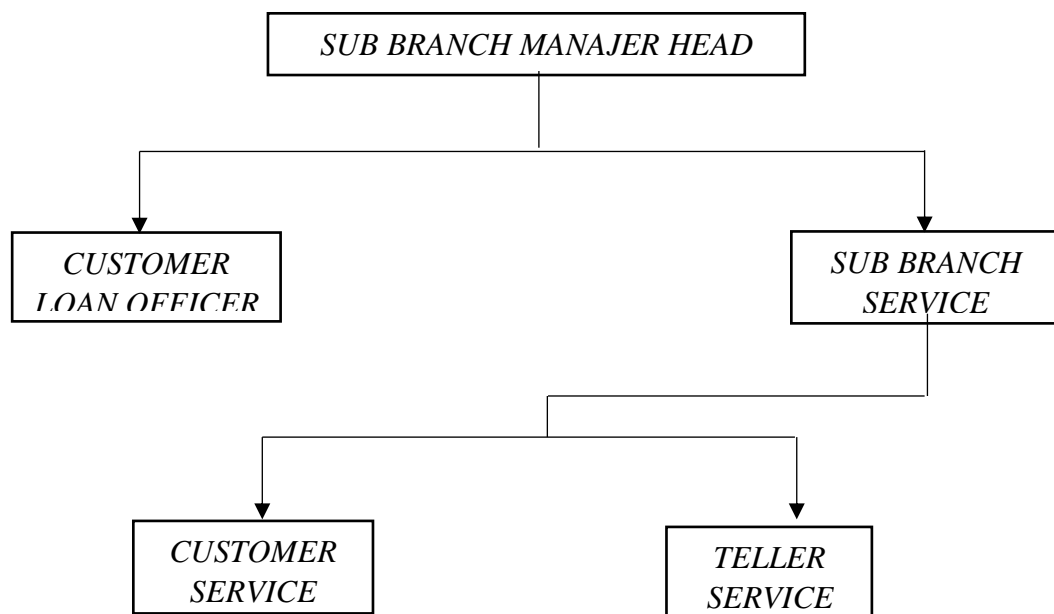 SUB BRANCH MANAJER HEAD
CUSTOMER
LOAN OFFICER
SUB BRANCH
SERVICE
CUSTOMER
SERVICE
TELLER
SERVICE